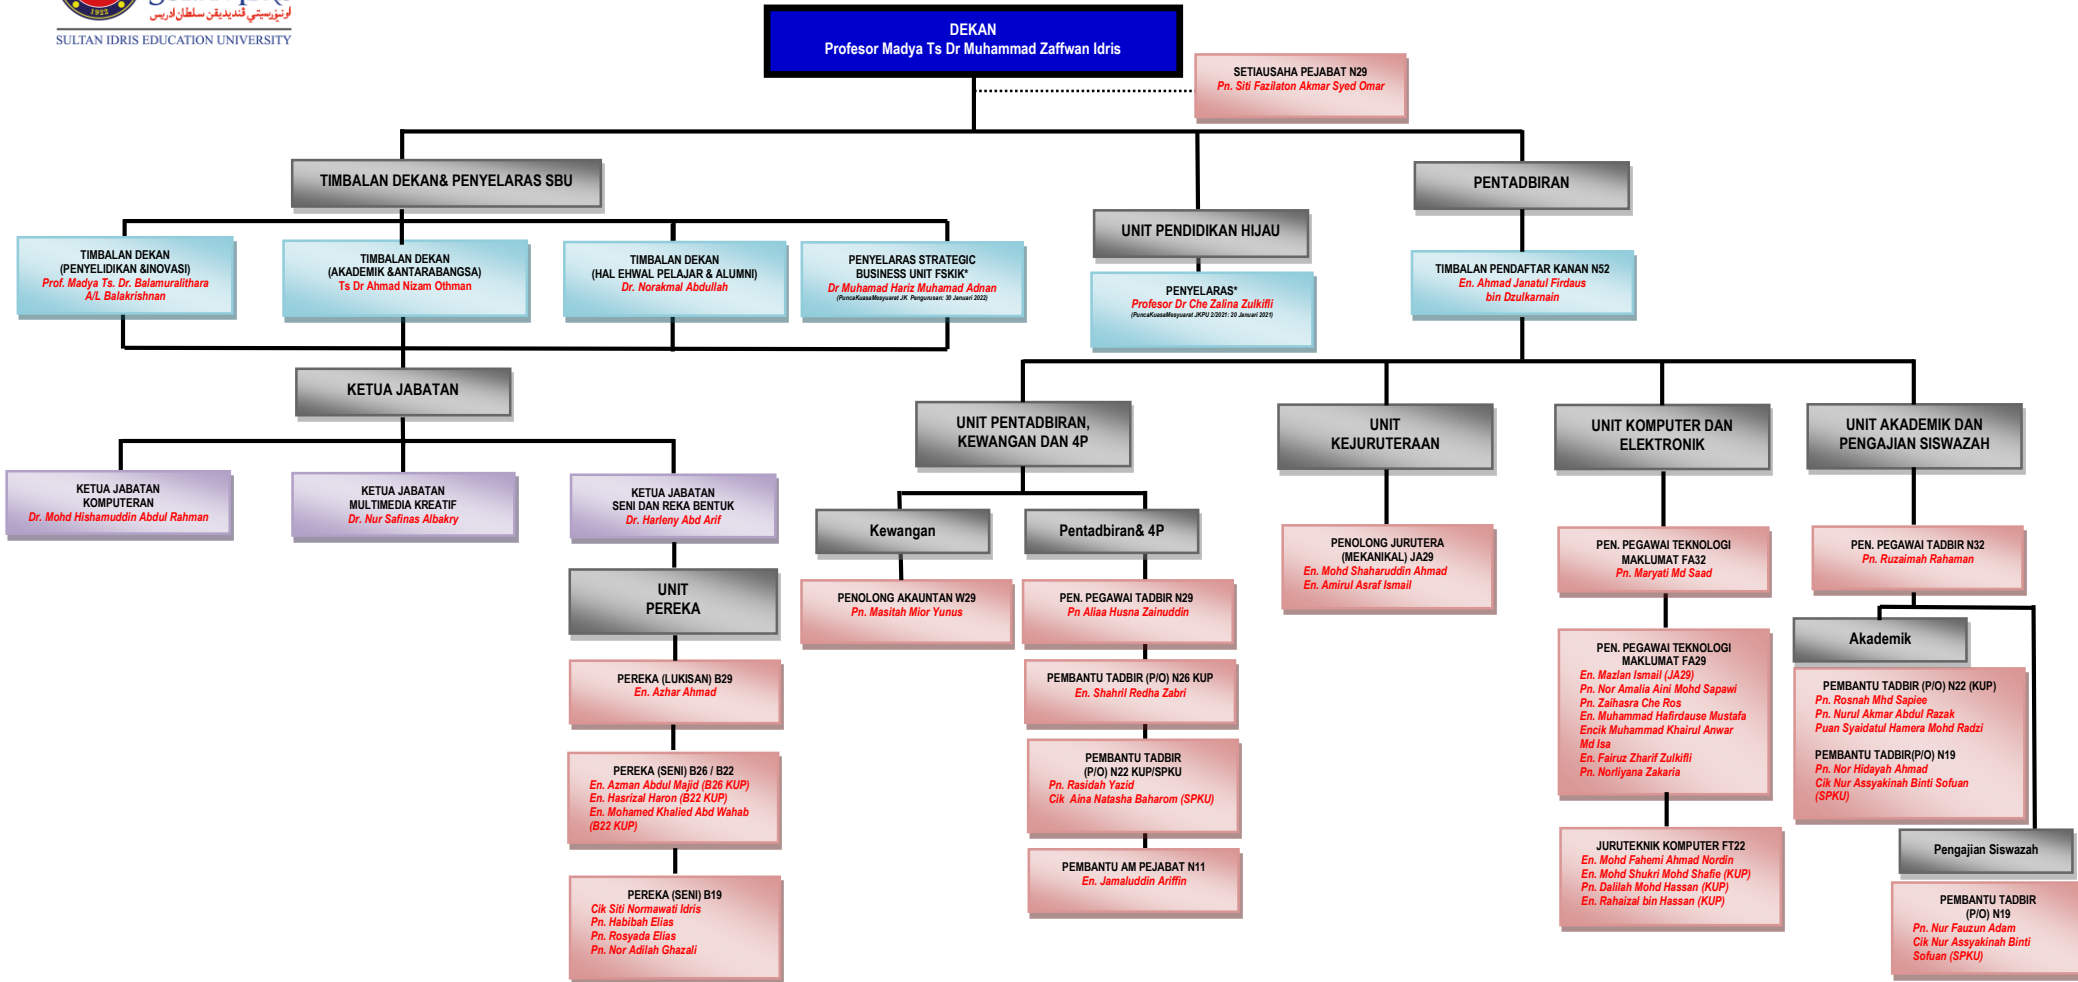 1922
اونيۏرسيتي ڤنديديقن سلطان ادريس
SULTAN IDRIS EDUCATION UNIVERSITY
DEKAN
Profesor Madya Ts Dr Muhammad Zaffwan Idris
SETIAUSAHA PEJABAT N29
Pn. Siti Fazilaton Akmar Syed Omar
TIMBALAN DEKAN& PENYELARAS SBU
PENTADBIRAN
UNIT PENDIDIKAN HIJAU
TIMBALAN DEKAN
(PENYELIDIKAN &INOVASI)
Prof. Madya Ts. Dr. Balamuralithara
A/L Balakrishnan
TIMBALAN DEKAN
(AKADEMIK &ANTARABANGSA)
Ts Dr Ahmad Nizam Othman
TIMBALAN DEKAN
(HAL EHWAL PELAJAR & ALUMNI)
Dr. Norakmal Abdullah
PENYELARAS STRATEGIC
BUSINESS UNIT FSKIK*
Dr Muhamad Hariz Muhamad Adnan
(PuncaKuasaMesyuarat JK Pengurusan: 30 Januari 2022)
PENYELARAS*
Profesor Dr Che Zalina Zulkifli
(PuncaKuasaMesyuarat JKPU 2/2021: 20 Januari 2021)
TIMBALAN PENDAFTAR KANAN N52
En. Ahmad Janatul Firdaus
bin Dzulkarnain
KETUA JABATAN
KETUA JABATAN
KOMPUTERAN
Dr. Mohd Hishamuddin Abdul Rahman
KETUA JABATAN
MULTIMEDIA KREATIF
Dr. Nur Safinas Albakry
KETUA JABATAN
SENI DAN REKA BENTUK
Dr. Harleny Abd Arif
UNIT
PEREKA
PEREKA (LUKISAN) B29
En. Azhar Ahmad
PEREKA (SENI) B26 / B22
En. Azman Abdul Majid (B26 KUP)
En. Hasrizal Haron (B22 KUP)
En. Mohamed Khalied Abd Wahab
(B22 KUP)
PEREKA (SENI) B19
Cik Siti Normawati Idris
Pn. Habibah Elias
Pn. Rosyada Elias
Pn. Nor Adilah Ghazali
UNIT PENTADBIRAN,
KEWANGAN DAN 4P
Kewangan
PENOLONG AKAUNTAN W29
Pn. Masitah Mior Yunus
Pentadbiran& 4P
PEN. PEGAWAI TADBIR N29
Pn Aliaa Husna Zainuddin
PEMBANTU TADBIR (P/O) N26 KUP
En. Shahril Redha Zabri
PEMBANTU TADBIR
(P/O) N22 KUP/SPKU
Pn. Rasidah Yazid
Cik Aina Natasha Baharom (SPKU)
PEMBANTU AM PEJABAT N11
En. Jamaluddin Ariffin
UNIT
KEJURUTERAAN
PENOLONG JURUTERA
(MEKANIKAL) JA29
En. Mohd Shaharuddin Ahmad
En. Amirul Asraf Ismail
UNIT KOMPUTER DAN
ELEKTRONIK
PEN. PEGAWAI TEKNOLOGI
MAKLUMAT FA32
Pn. Maryati Md Saad
PEN. PEGAWAI TEKNOLOGI
MAKLUMAT FA29
En. Mazlan Ismail (JA29)
Pn. Nor Amalia Aini Mohd Sapawi
Pn. Zaihasra Che Ros
En. Muhammad Hafirdause Mustafa
Encik Muhammad Khairul Anwar
Md Isa
En. Fairuz Zharif Zulkifli
Pn. Norliyana Zakaria
JURUTEKNIK KOMPUTER FT22
En. Mohd Fahemi Ahmad Nordin
En. Mohd Shukri Mohd Shafie (KUP)
Pn. Dalilah Mohd Hassan (KUP)
En. Rahaizal bin Hassan (KUP)
UNIT AKADEMIK DAN
PENGAJIAN SISWAZAH
PEN. PEGAWAI TADBIR N32
Pn. Ruzaimah Rahaman
Akademik
PEMBANTU TADBIR (P/O) N22 (KUP)
Pn. Rosnah Mhd Sapiee
Pn. Nurul Akmar Abdul Razak
Puan Syaidatul Hamera Mohd Radzi
PEMBANTU TADBIR(P/O) N19
Pn. Nor Hidayah Ahmad
Cik Nur Assyakinah Binti Sofuan
(SPKU)
Pengajian Siswazah
PEMBANTU TADBIR
(P/O) N19
Pn. Nur Fauzun Adam
Cik Nur Assyakinah Binti
Sofuan (SPKU)